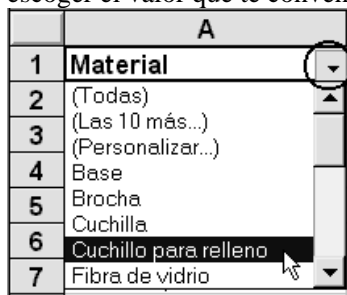 escoger el valor que te conven
A
1 Material
2 (Todas)
(Las 10 más...)
3 (Personalizar...)
4 Base
5 Brocha
Cuchilla
6 Cuchillo para relleno
7 Fibra de vidrio